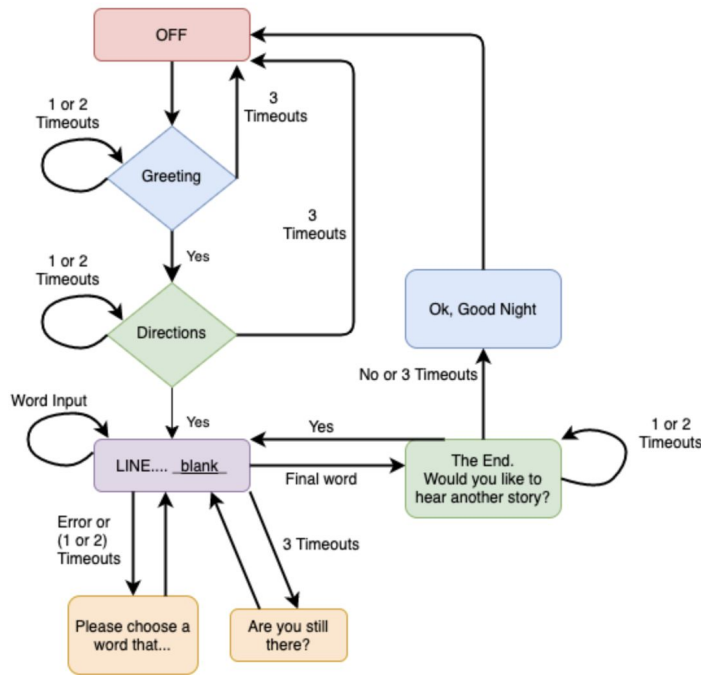 OFF
1 or 2
Timeouts
3
Timeouts
Greeting
3
Timeouts
Yes
1 or 2
Timeouts
Directions
Ok, Good Night
No or 3 Timeouts
Word Input
Yes
Yes
1 or 2
Timeouts
LINE.... blank
Final word
The End.
Would you like to
hear another story?
Error or
(1 or 2)
Timeouts
3 Timeouts
Please choose a
word that...
Are you still
there?